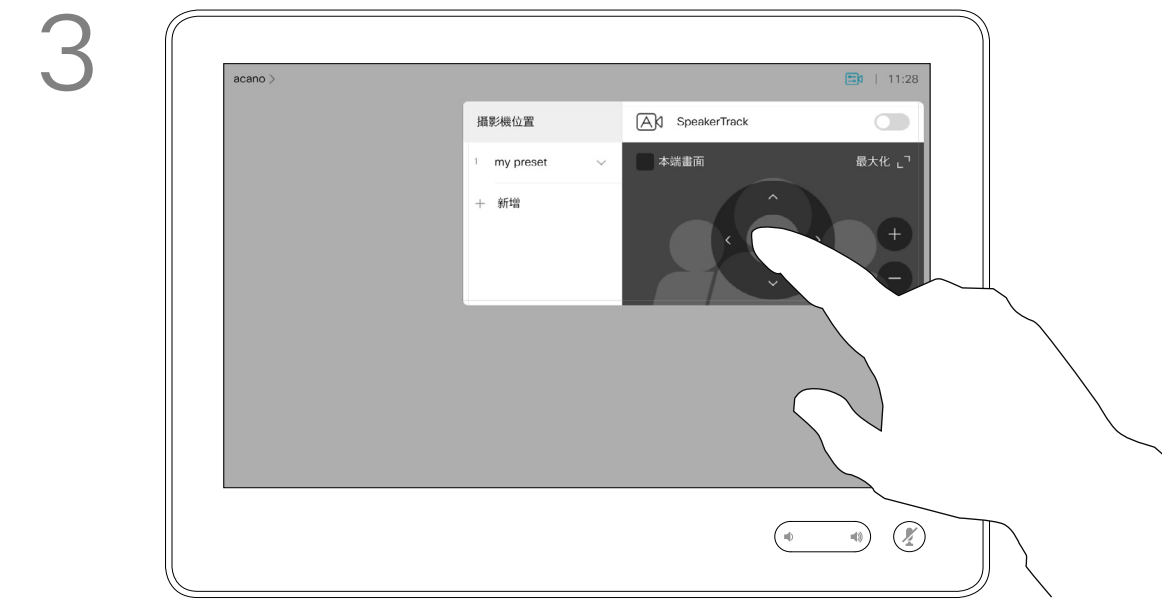 3
acano >
| 11:28
攝影機位置
SpeakerTrack
1 my preset
本端畫面
最大化
+ 新增